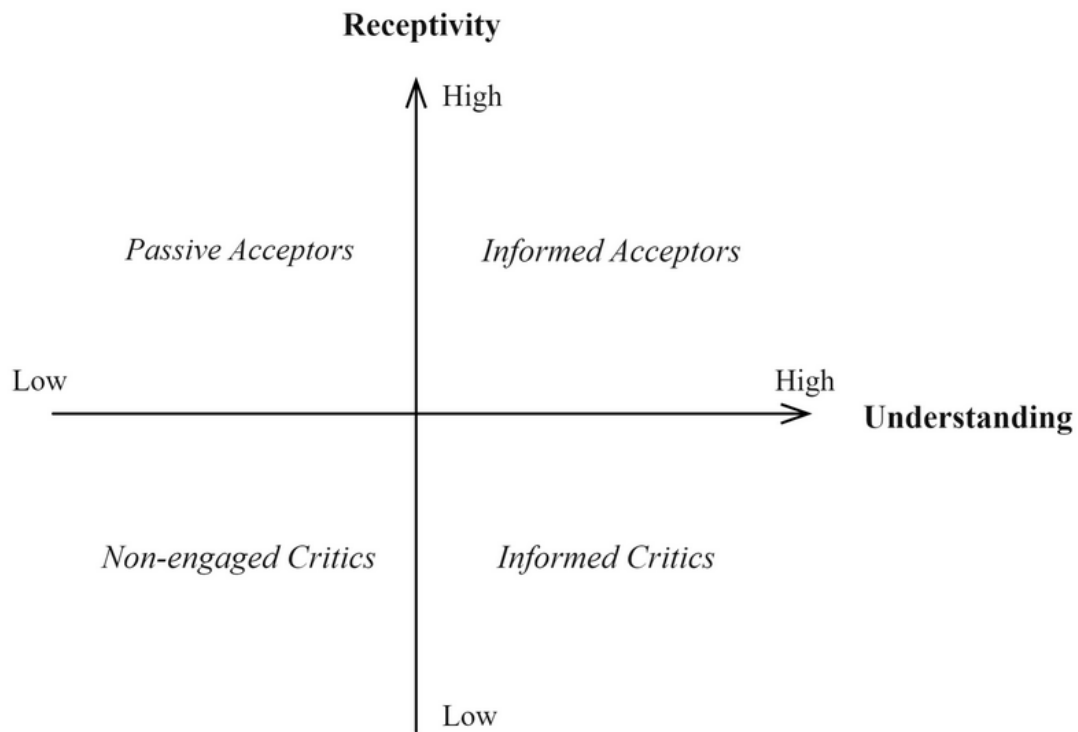 Receptivity
High
Passive Acceptors
Informed Acceptors
Low
High
Understanding
Non-engaged Critics
Informed Critics
Low